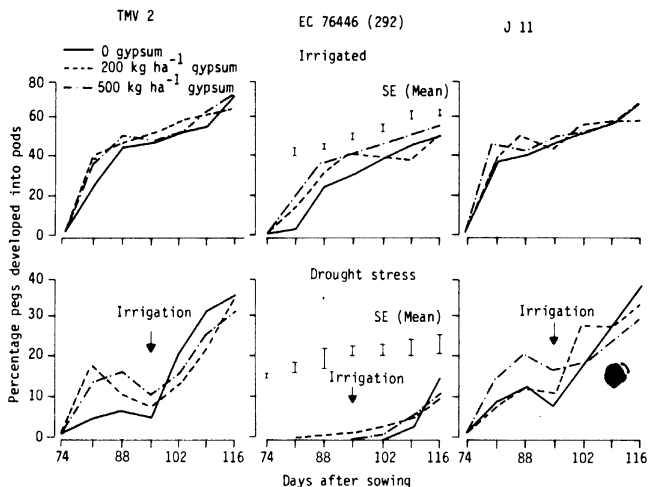 TMV 2
EC 76446 (292)
J 11
0 gypsum
200 kg ha-1 gypsum
500 kg ha-1 gypsum
Irrigated
SE (Mean)
80
60
40
20
0
Percentage pegs developed into pods
40
30
20
10
0
Irrigation
Drought stress
SE (Mean)
Irrigation
Irrigation
74 88 102 116
74 88 102 116
74 88 102 116
Days after sowing